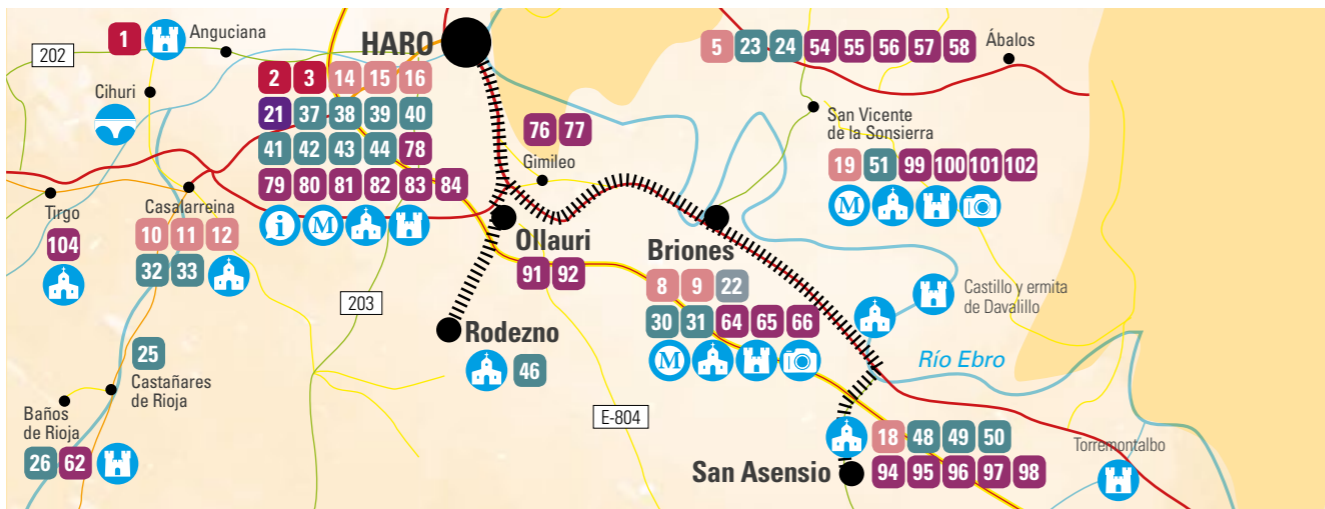 1
Anguciana
202
Cihuri
HARO
2 3 14 15 16
21 37 38 39 40
41 42 43 44 78
79 80 81 82 83 84
i M
5 23 24 54 55 56 57 58
Ábalos
San Vicente
de la Sonsierra
19 51 99 100 101 102
M
76 77
Gimileo
Tirgo
104
Casalarreina
10 11 12
32 33
Ollauri
91 92
Briones
8 9 22
30 31 64 65 66
M
Castillo y ermita
de Davalillo
203
Rodezno
46
Río Ebro
25
Castañares
de Rioja
Baños
de Rioja
26 62
E-804
18 48 49 50
San Asensio
94 95 96 97 98
Torremontalbo